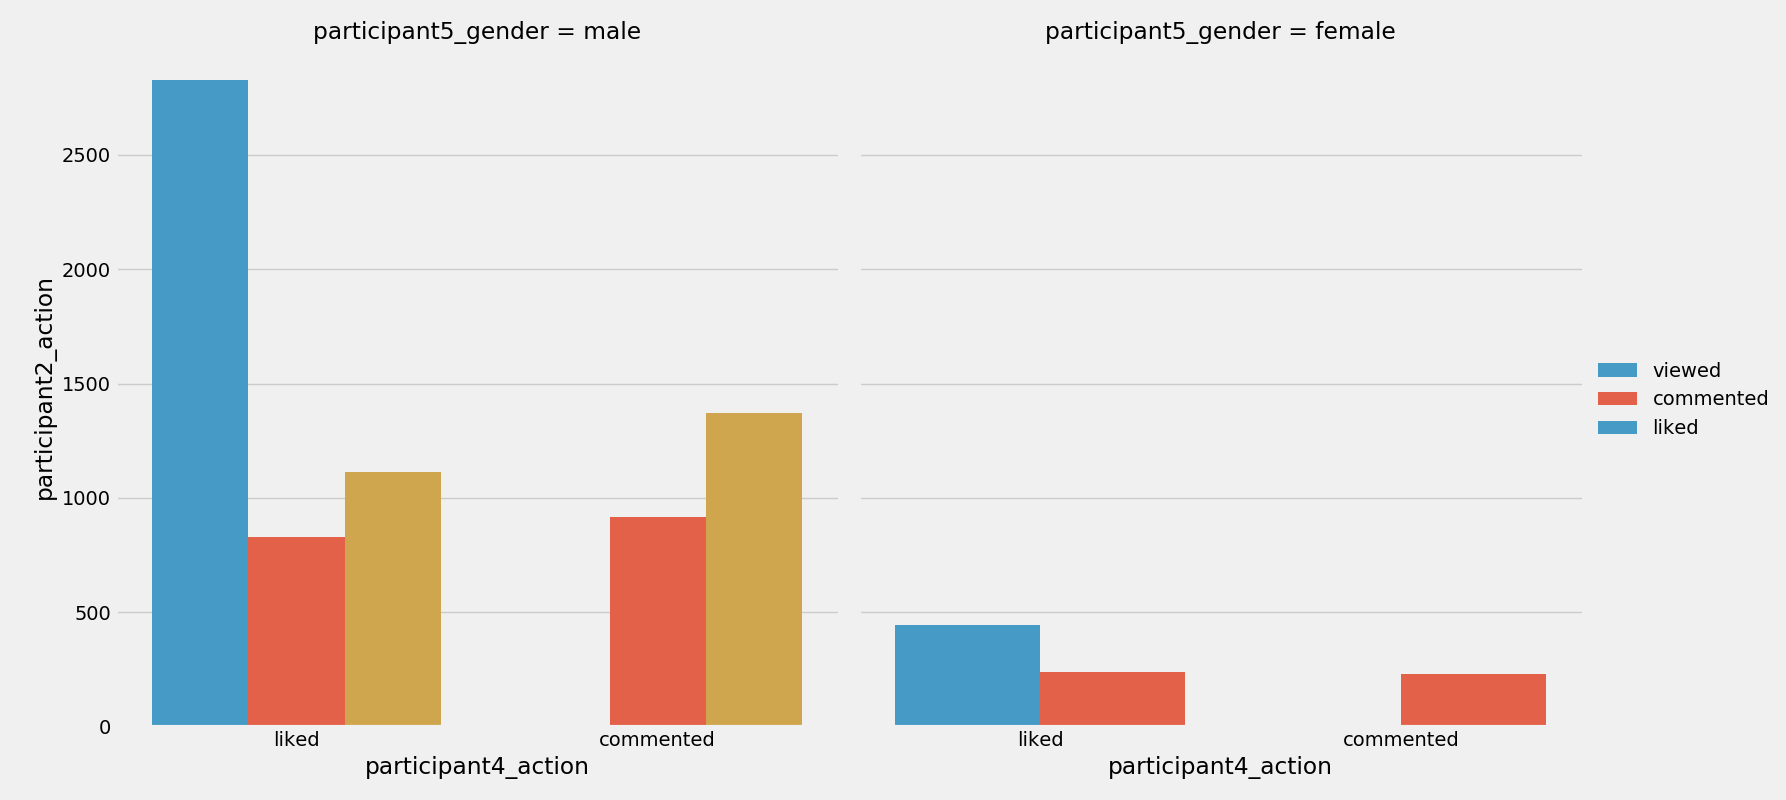 participant5_gender = male
participant5_gender = female
participant2_action
2500
2000
1500
1000
500
0
liked
commented
participant4_action
liked
commented
participant4_action
viewed
commented
liked